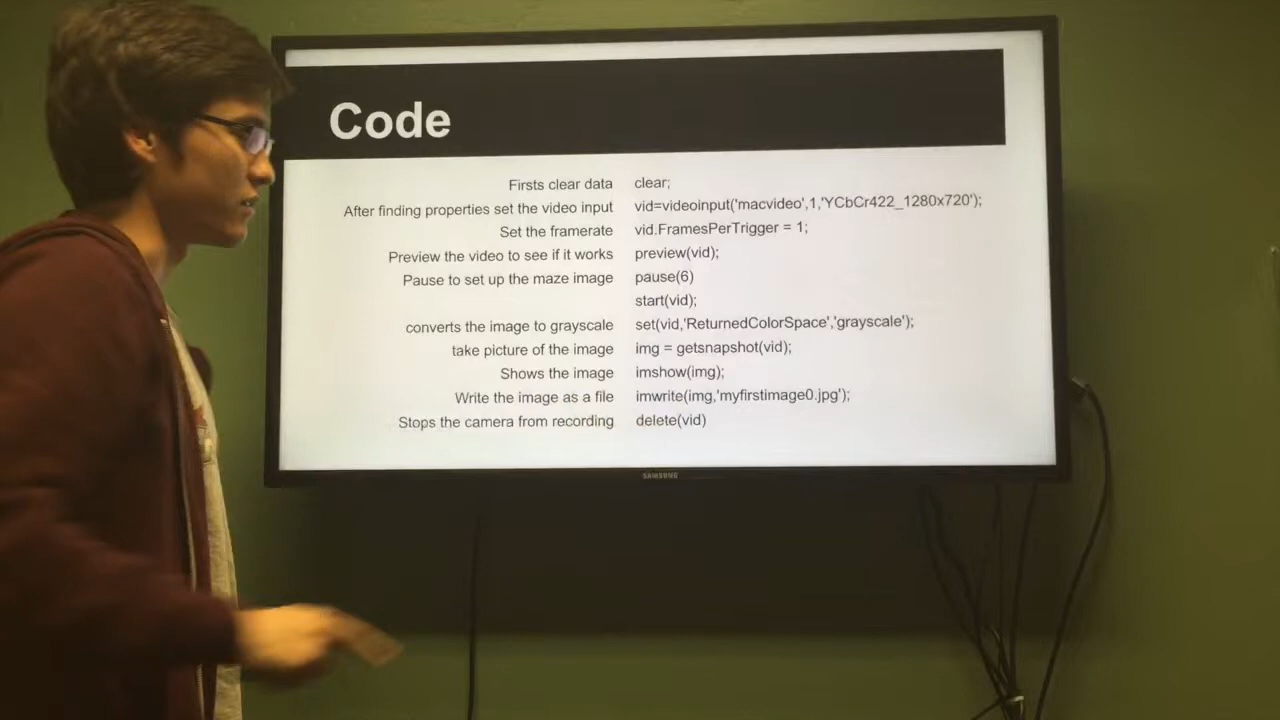 Code
Firsts clear data clear;
After finding properties set the video input vid=videoinput('macvideo',1,'YCbCr422_1280x720');
Set the framerate vid.FramesPerTrigger = 1;
Preview the video to see if it works preview(vid);
Pause to set up the maze image pause(6)
start(vid);
converts the image to grayscale set(vid,'ReturnedColorSpace','grayscale');
take picture of the image img = getsnapshot(vid);
Shows the image imshow(img);
Write the image as a file imwrite(img,'myfirstimage0.jpg');
Stops the camera from recording delete(vid)
SAMSUNG